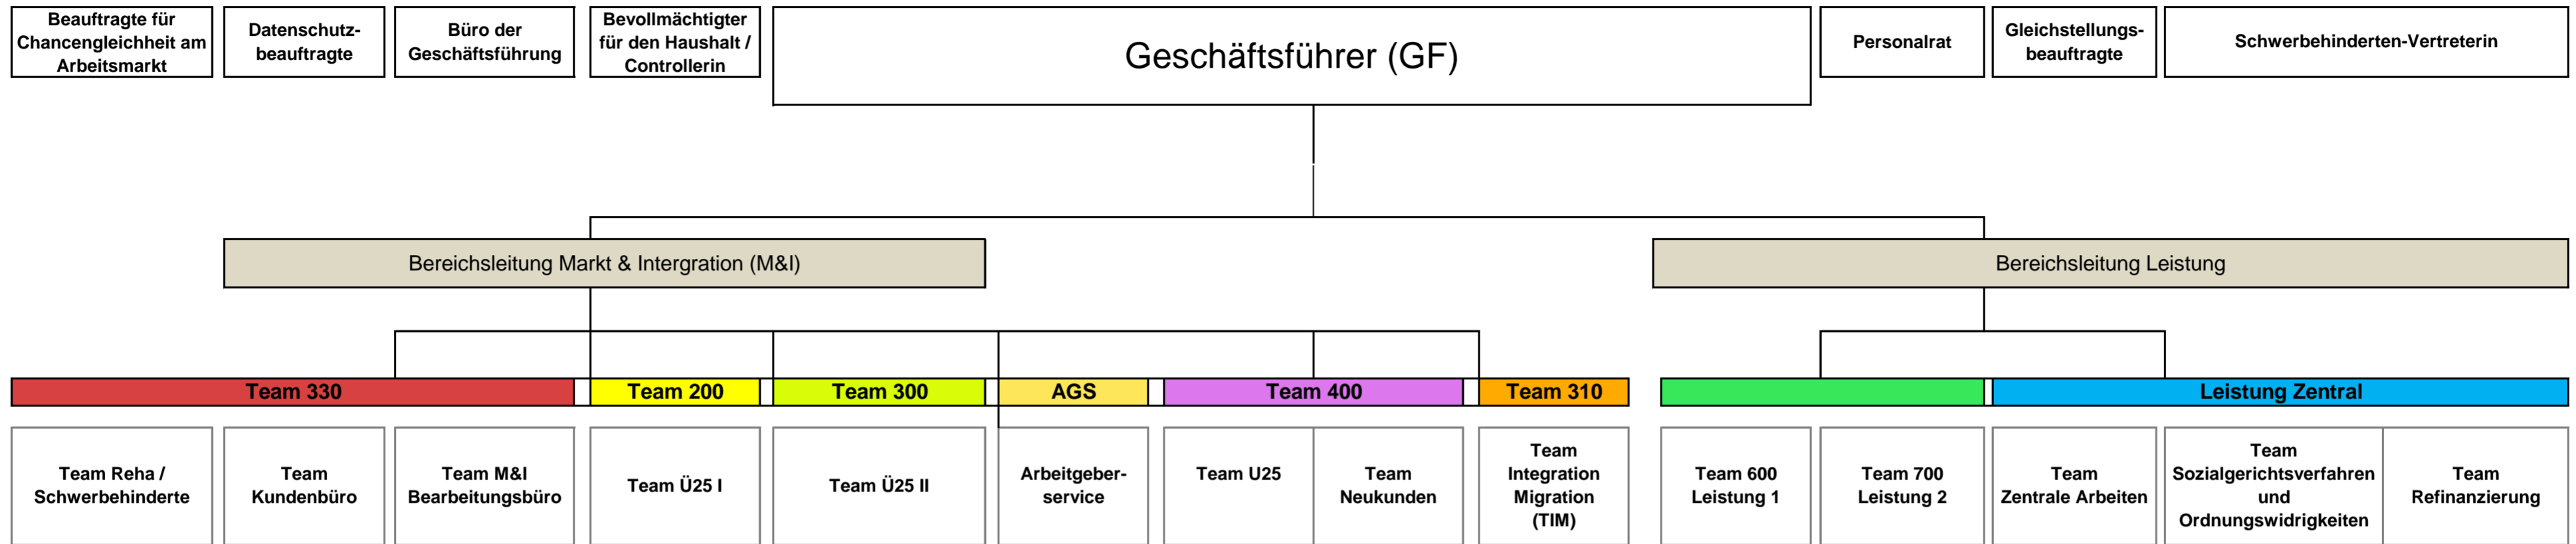 Beauftragte für
Chancengleichheit am
Arbeitsmarkt
Datenschutz-
beauftragte
Büro der
Geschäftsführung
Bevollmächtigter
für den Haushalt /
Controllerin
Geschäftsführer (GF)
Personalrat
Gleichstellungs-
beauftragte
Schwerbehinderten-Vertreterin
Bereichsleitung Markt & Intergration (M&I)
Bereichsleitung Leistung
Team 330
Team 200
Team 300
AGS
Team 400
Team 310
Leistung Zentral
Team Reha /
Schwerbehinderte
Team
Kundenbüro
Team M&I
Bearbeitungsbüro
Team Ü25 I
Team Ü25 II
Arbeitgeber-
service
Team U25
Team
Neukunden
Team
Integration
Migration
(TIM)
Team 600
Leistung 1
Team 700
Leistung 2
Team
Zentrale Arbeiten
Team
Sozialgerichtsverfahren
und
Ordnungswidrigkeiten
Team
Refinanzierung